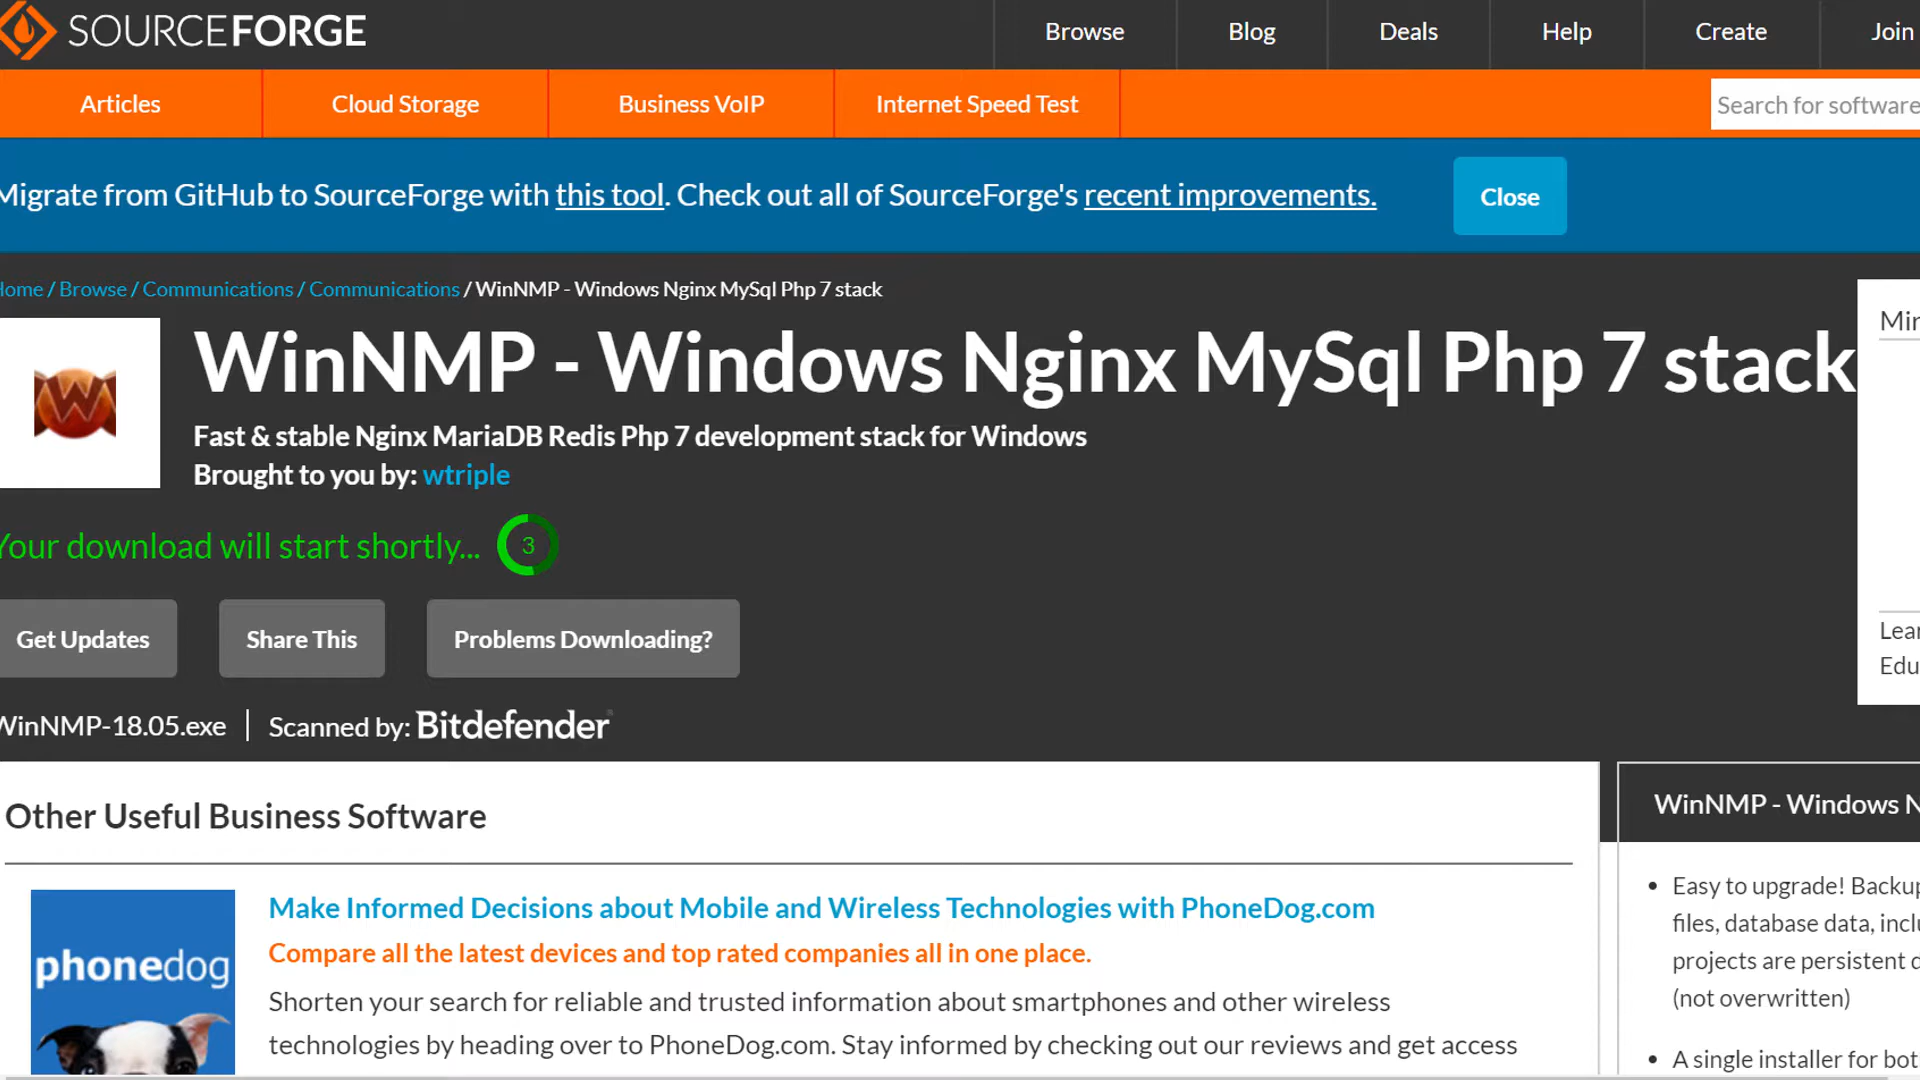 SOURCEFORGE
Browse
Blog
Deals
Help
Create
Join
Articles
Cloud Storage
Business VoIP
Internet Speed Test
Search for software
Migrate from GitHub to SourceForge with this tool. Check out all of SourceForge's recent improvements.
Close
Home / Browse / Communications / Communications / WinNMP - Windows Nginx MySql Php 7 stack
WinNMP - Windows Nginx MySql Php 7 stack
Fast & stable Nginx MariaDB Redis Php 7 development stack for Windows
Brought to you by: wtriple
Your download will start shortly... 3
Get Updates
Share This
Problems Downloading?
WinNMP-18.05.exe | Scanned by: Bitdefender
Other Useful Business Software
phonedog
Make Informed Decisions about Mobile and Wireless Technologies with PhoneDog.com
Compare all the latest devices and top rated companies all in one place.
Shorten your search for reliable and trusted information about smartphones and other wireless
technologies by heading over to PhoneDog.com. Stay informed by checking out our reviews and get access
WinNMP - Windows
Easy to upgrade!
files, database data,
projects are persistent
(not overwritten)
A single installer for